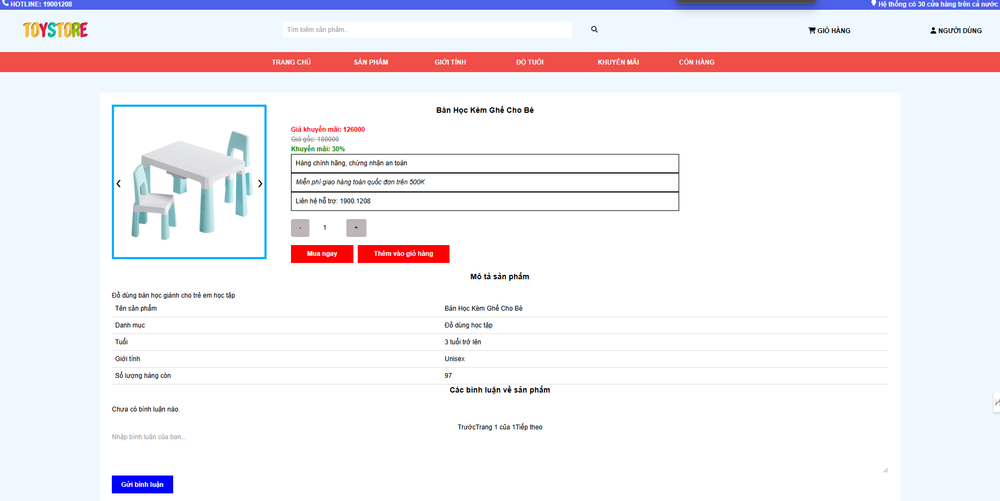 HOTLINE: 19001208
Hệ thống có 30 cửa hàng trên cả nước
TOYSTORE
Tìm kiếm sản phẩm..
GIỎ HÀNG
NGƯỜI DÙNG
TRANG CHỦ
SẢN PHẨM
GIỚI TÍNH
ĐỘ TUỔI
KHUYẾN MÃI
CÒN HÀNG
Bàn Học Kèm Ghế Cho Bé
Giá khuyến mãi: 126000
Giá gốc: 180000
Khuyến mãi: 30%
Hàng chính hãng, chứng nhận an toàn
Miễn phí giao hàng toàn quốc đơn trên 500K
Liên hệ hỗ trợ: 1900.1208
- 1 +
Mua ngay
Thêm vào giỏ hàng
Mô tả sản phẩm
Đồ dùng bàn học giành cho trẻ em học tập
Tên sản phẩm Bàn Học Kèm Ghế Cho Bé
Danh mục Đồ dùng học tập
Tuổi 3 tuổi trở lên
Giới tính Unisex
Số lượng hàng còn 97
Các bình luận về sản phẩm
Chưa có bình luận nào.
TrướcTrang 1 của 1Tiếp theo
Nhập bình luận của bạn...
Gửi bình luận